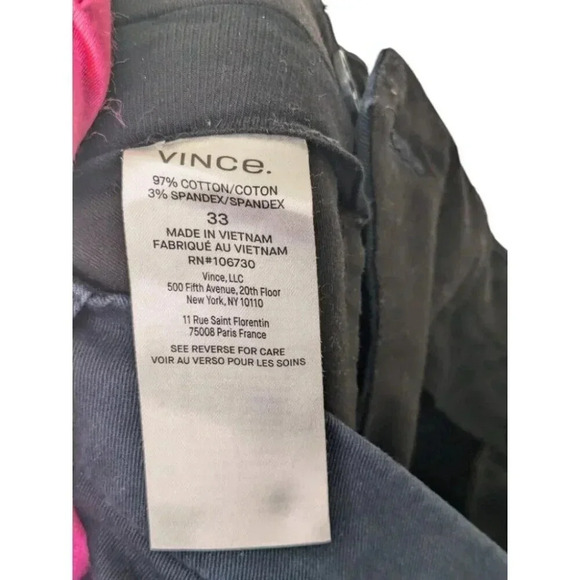 VINCE.
97% COTTON/COTON
3% SPANDEX/SPANDEX
33
MADE IN VIETNAM
FABRIQUÉ AU VIETNAM
RN#106730
Vince, LLC
500 Fifth Avenue, 20th Floor
New York, NY 10110
11 Rue Saint Florentin
75008 Paris France
SEE REVERSE FOR CARE
VOIR AU VERSO POUR LES SOINS